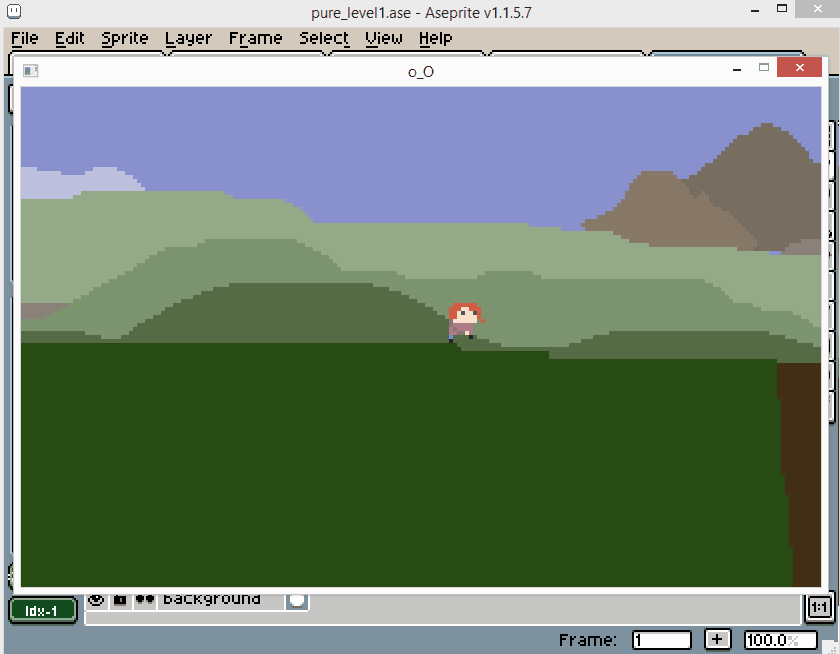 pure_level1.ase - Aseprite v1.1.5.7
File Edit Sprite Layer Frame Select View Help
o_O
Idx-1
background
1:1
Frame: 1 + 100.0%